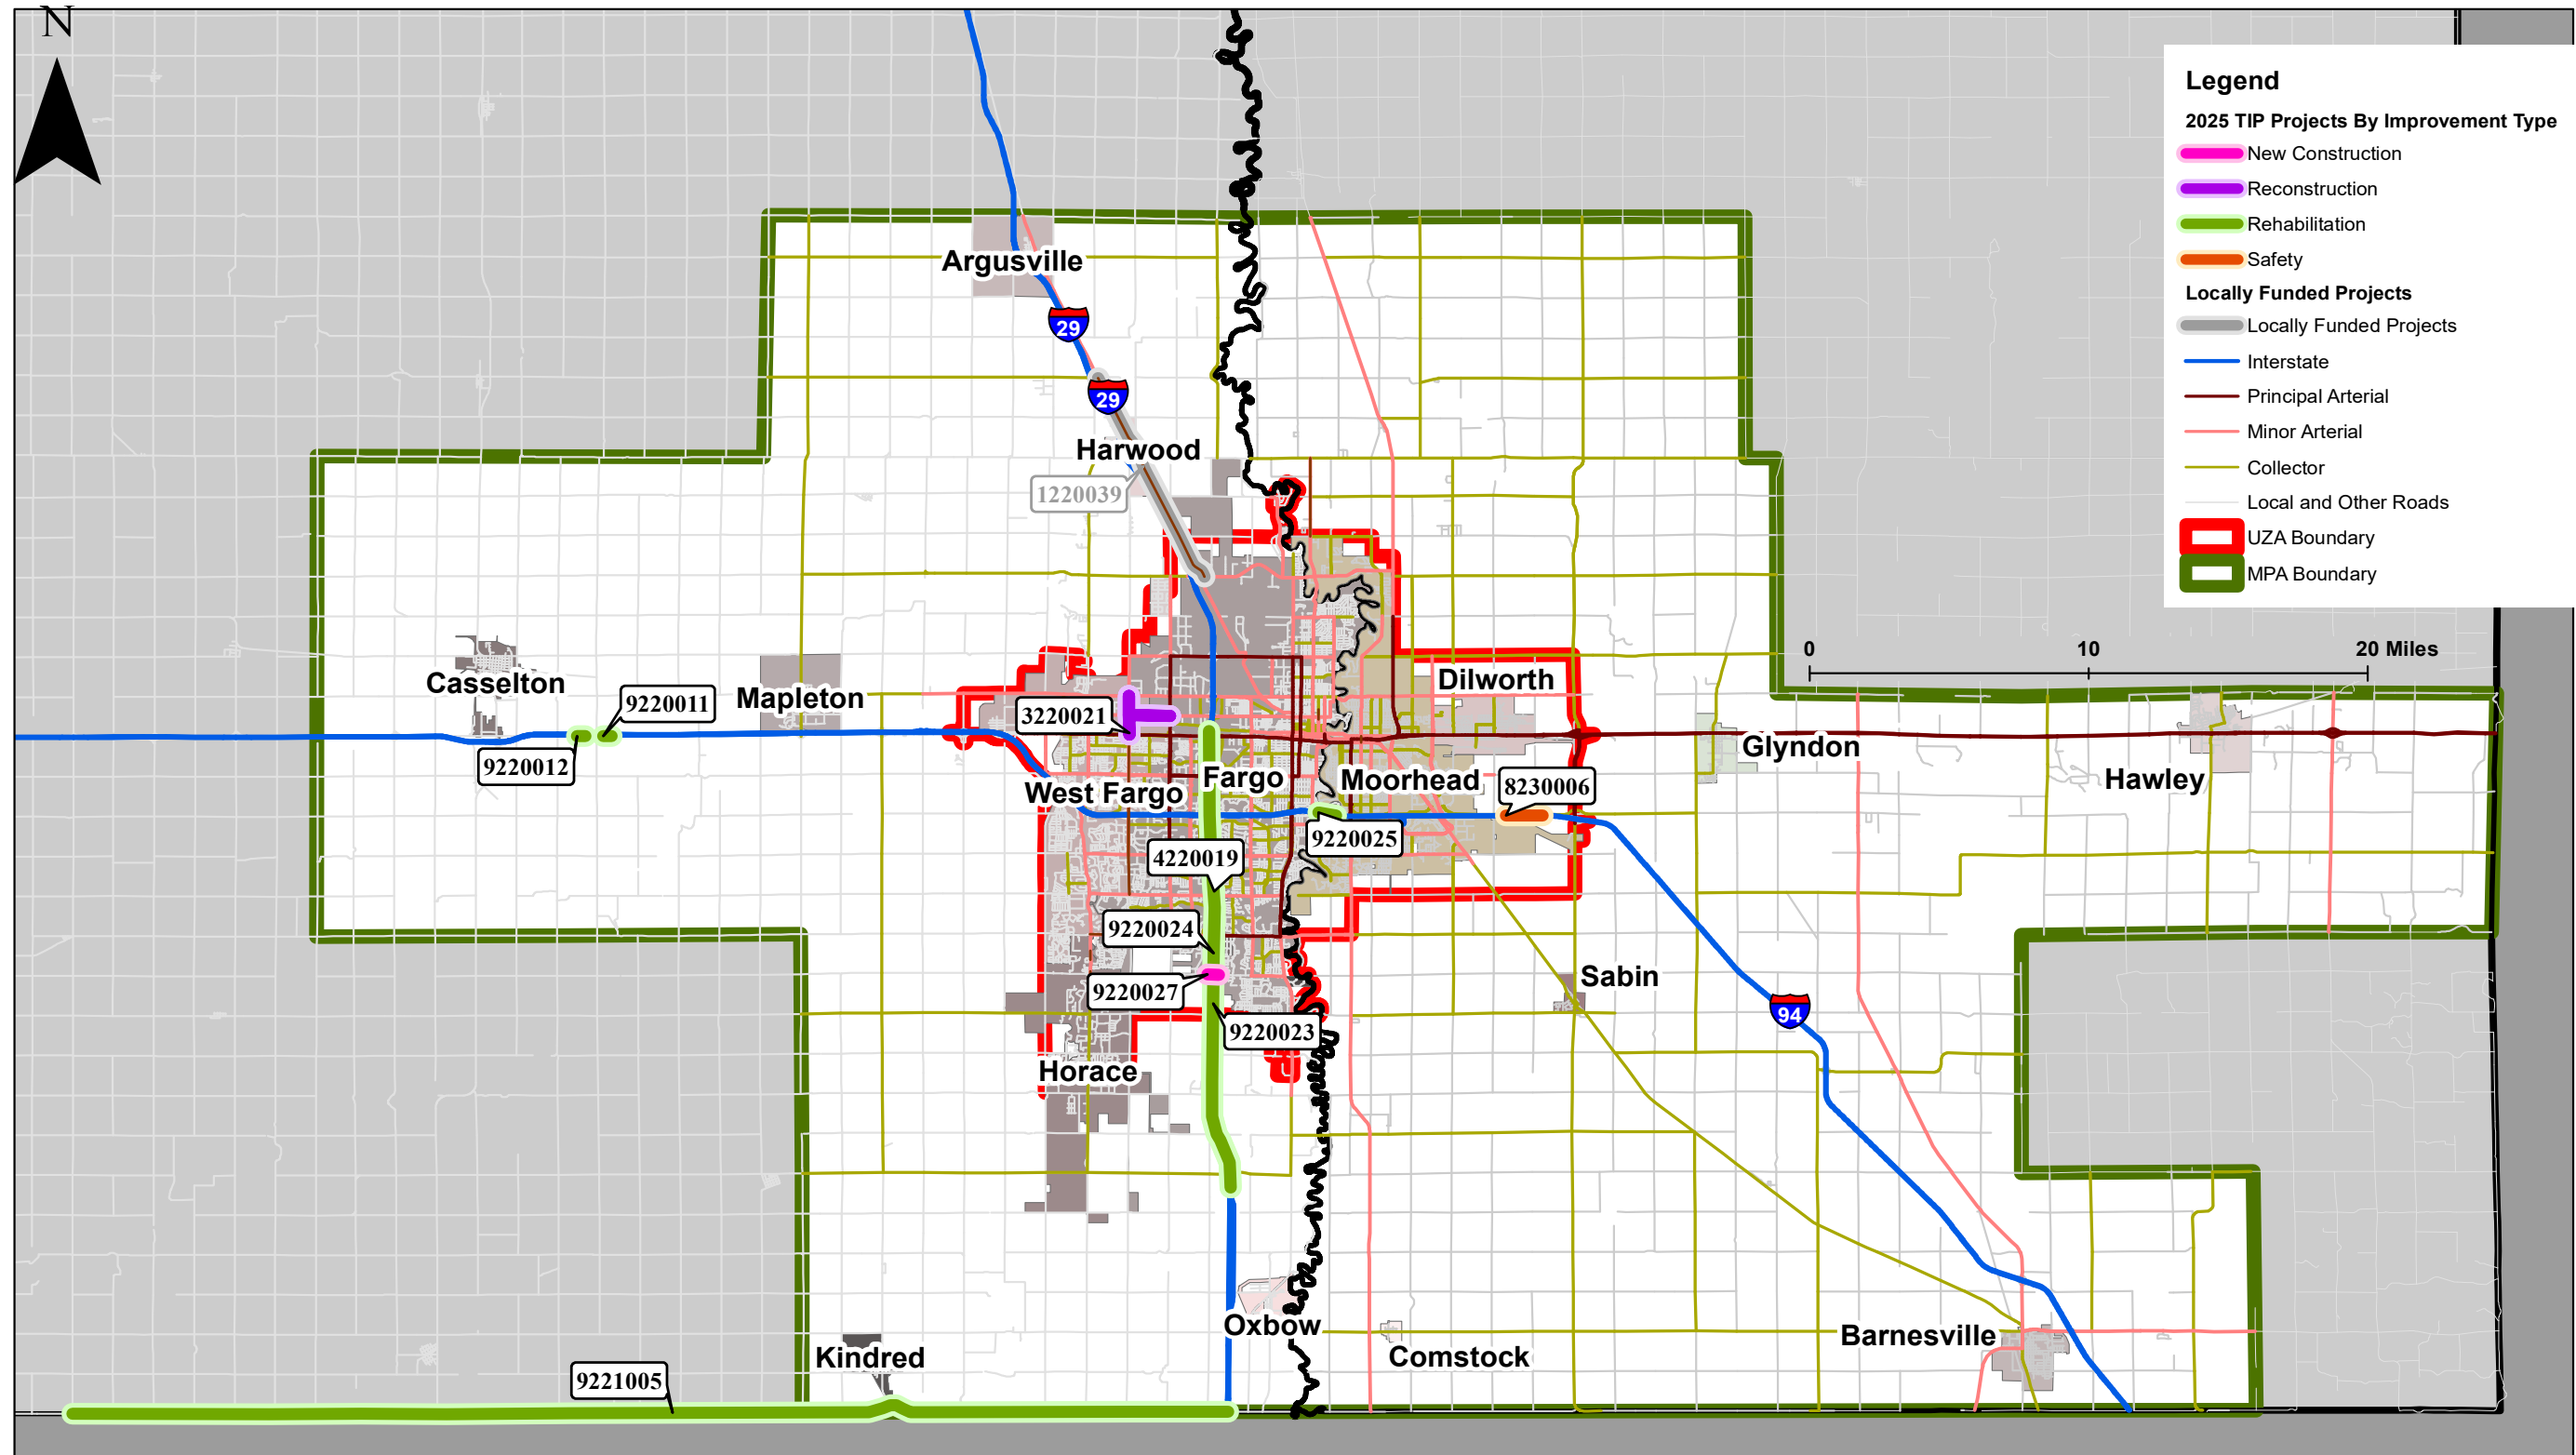 N
Legend
2025 TIP Projects By Improvement Type
New Construction
Reconstruction
Rehabilitation
Safety
Locally Funded Projects
Locally Funded Projects
Interstate
Principal Arterial
Minor Arterial
Collector
Local and Other Roads
UZA Boundary
MPA Boundary
0 10 20 Miles
Argusville
29
29
Harwood
1220039
Casselton
9220011
Mapleton
9220012
3220021
Dilworth
Glyndon
Hawley
Fargo
Moorhead
West Fargo
8230006
9220025
4220019
9220024
9220027
9220023
Sabin
94
Horace
Oxbow
Comstock
Barnesville
Kindred
9221005